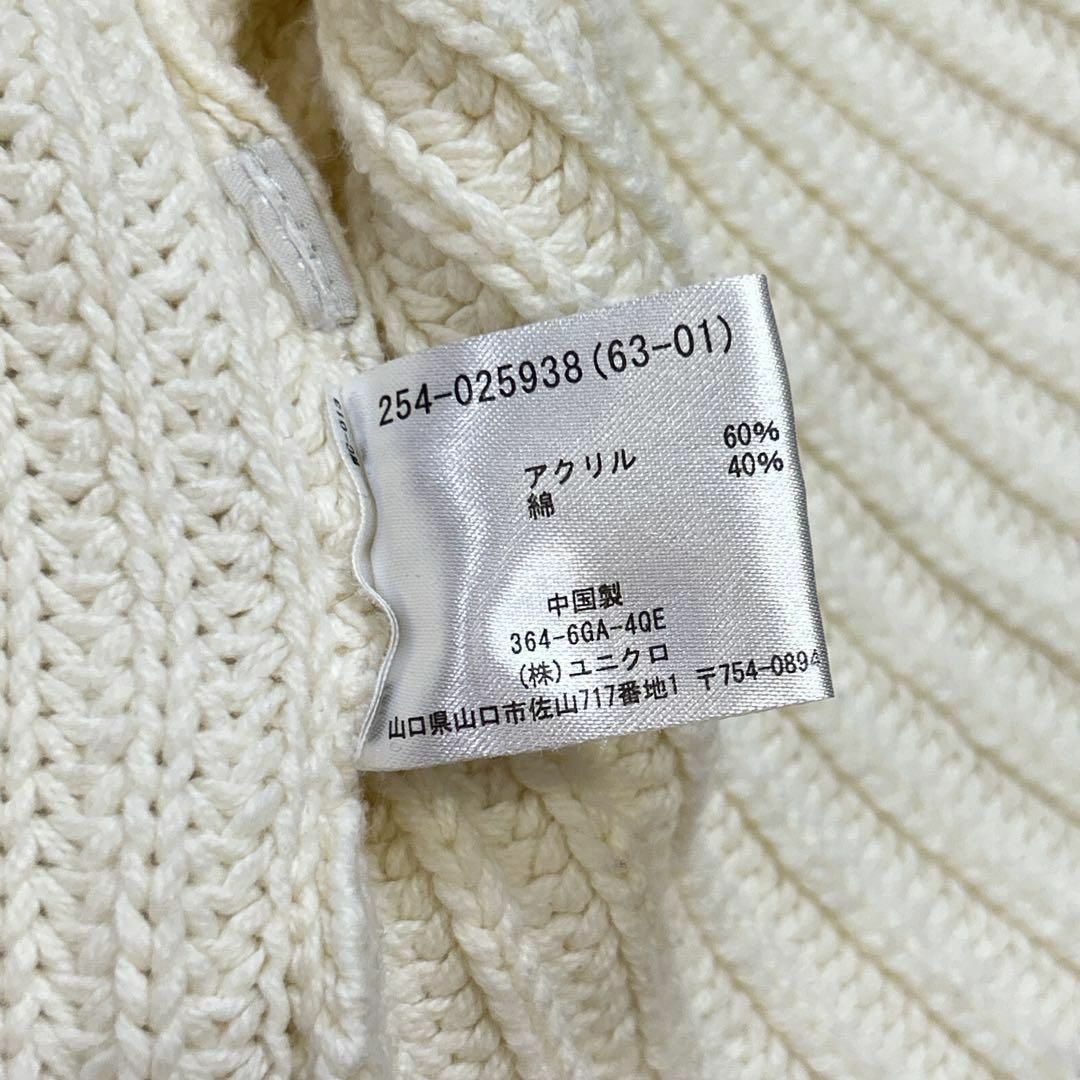 254-025938(63-01)
アクリル 60%
綿 40%
中国製
364-6GA-4QE
(株)ユニクロ
山口県山口市佐山717番地1 〒754-0894